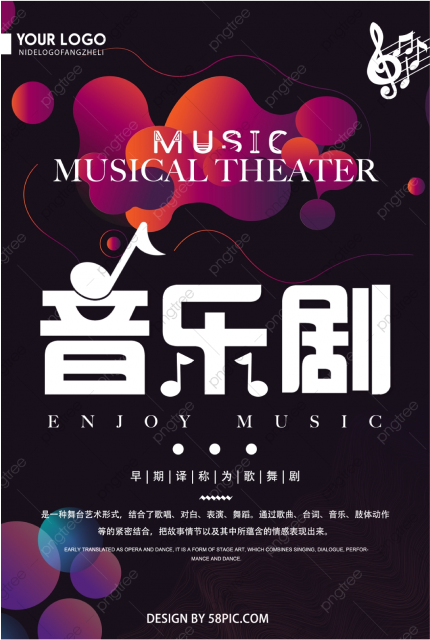 YOUR LOGO
NIDELOGOFANGZHELI
MUSIC
MUSICAL THEATER
音乐剧
ENJOY MUSIC
早|期|译|称|为|歌|舞|剧
是一种舞台艺术形式，结合了歌唱、对白、表演、舞蹈。通过歌曲、台词、音乐、肢体动作
等的紧密结合，把故事情节以及其中所蕴含的情感表现出来。
EARLY TRANSLATED AS OPERA AND DANCE, IT IS A FORM OF STAGE ART, WHICH COMBINES SINGING, DIALOGUE, PERFOR-
MANCE AND DANCE.
DESIGN BY 58PIC.COM
pngtree